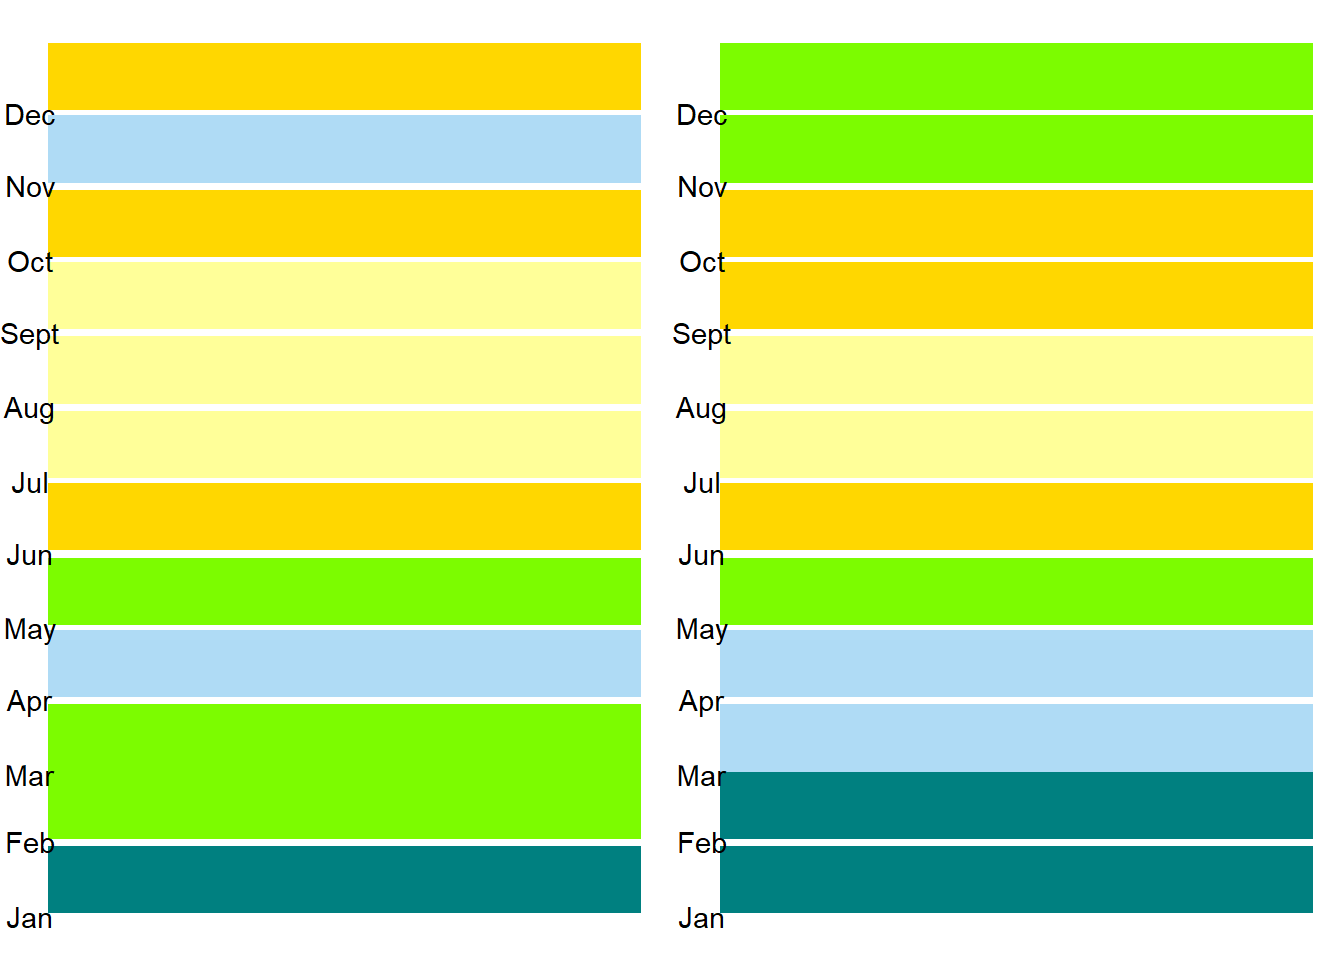 Dec
Nov
Oct
Sept
Aug
Jul
Jun
May
Apr
Mar
Feb
Jan
Dec
Nov
Oct
Sept
Aug
Jul
Jun
May
Apr
Mar
Feb
Jan